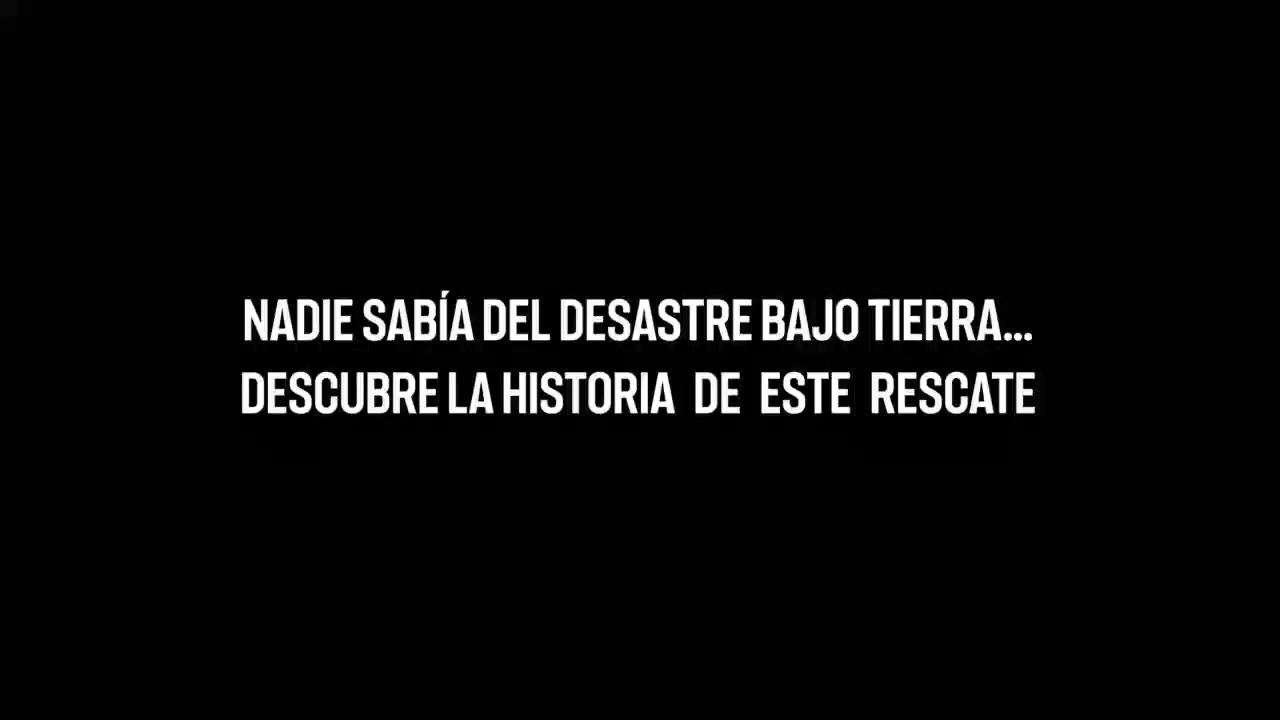 NADIE SABÍA DEL DESASTRE BAJO TIERRA...
DESCUBRE LA HISTORIA DE ESTE RESCATE